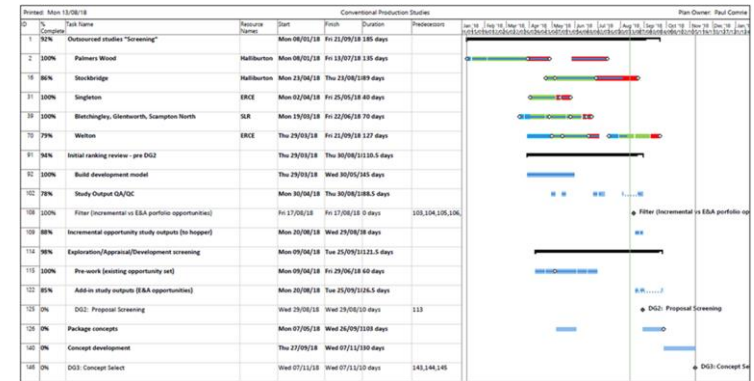 Printed: Mon 13/08/18 Conventional Production Studies Plan Owner: Paul Comrie
ID % Complete Task Name Resource Names Start Finish Duration Predecessors
1 92% Outsourced studies "Screening" Mon 08/01/18 Fri 21/09/18 185 days
2 100% Palmers Wood Halliburton Mon 08/01/18 Fri 13/07/18 135 days
86% Stockbridge Halliburton Mon 23/04/18 Thu 23/08/18 89 days
31 100% Singleton ERCE Mon 02/04/18 Fri 25/05/18 40 days
39 100% Bletchingley, Glentworth, Scampton North SLR Mon 19/03/18 Fri 22/06/18 70 days
70 79% Welton ERCE Thu 29/03/18 Fri 21/09/18 127 days
91 94% Initial ranking review - pre DG2 Thu 29/03/18 Thu 30/08/18 110.5 days
92 100% Build development model Thu 29/03/18 Wed 30/05/18 45 days
102 78% Study Output QA/QC Mon 30/04/18 Thu 30/08/18 88.5 days
108 100% Filter (Incremental vs E&A porfolio opportunities) Fri 17/08/18 Fri 17/08/18 0 days 103,104,105,106, Filter (Incremental vs E&A porfolio op
109 88% Incremental opportunity study outputs (to hopper) Mon 20/08/18 Wed 29/08/18 8 days
114 98% Exploration/Appraisal/Development screening Mon 09/04/18 Tue 25/09/18 121.5 days
115 100% Pre-work (existing opportunity set) Mon 09/04/18 Fri 29/06/18 60 days
122 85% Add-in study outputs (E&A opportunities) Mon 20/08/18 Tue 25/09/18 26.5 days
125 0% DG2: Proposal Screening Wed 29/08/18 Wed 29/08/18 0 days 113 DG2: Proposal Screening
126 0% Package concepts Mon 07/05/18 Wed 26/09/18 103 days
140 0% Concept development Thu 27/09/18 Wed 07/11/18 30 days
146 0% DG3: Concept Select Wed 07/11/18 Wed 07/11/18 0 days 143,144,145 DG3: Concept Se